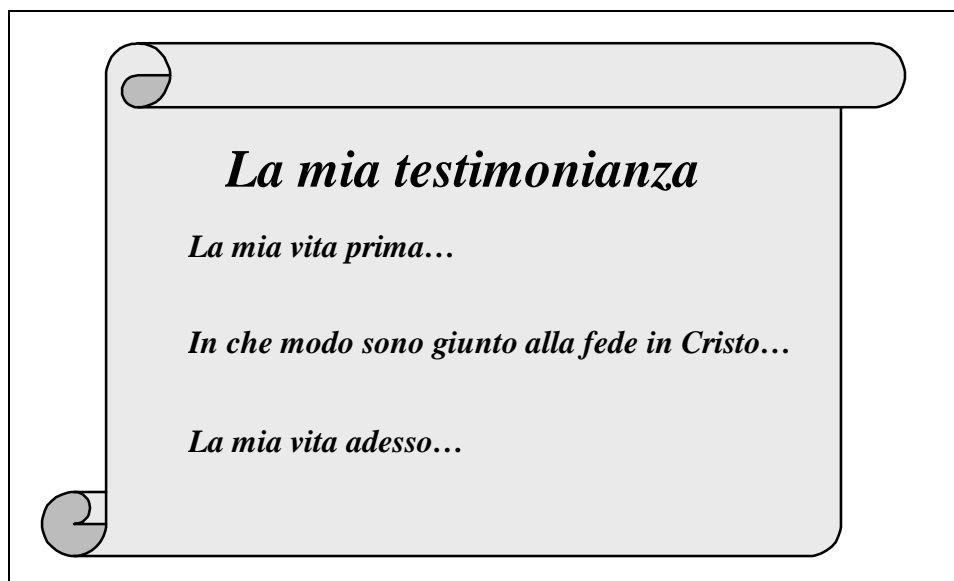 La mia testimonianza
La mia vita prima…
In che modo sono giunto alla fede in Cristo…
La mia vita adesso…